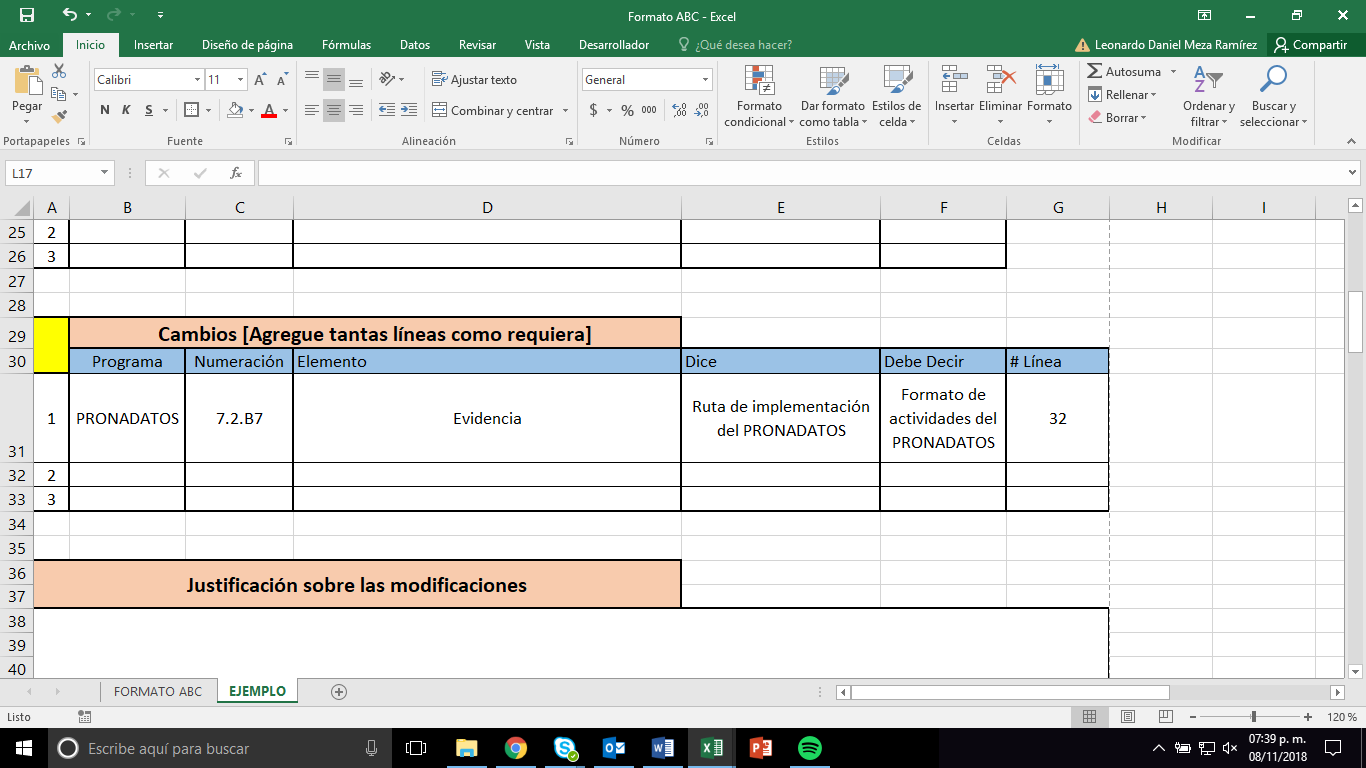 Formato ABC - Excel
Archivo Inicio Insertar Diseño de página Fórmulas Datos Revisar Vista Desarrollador ¿Qué desea hacer? Leonardo Daniel Meza Ramírez Compartir
Pegar
Calibri 11
N K S
Ajustar texto
Combinar y centrar
General
$ % 000
Formato condicional
Dar formato como tabla
Estilos de celda
Insertar Eliminar Formato
Autosuma
Rellenar
Borrar
Ordenar y filtrar
Buscar y seleccionar
Portapapeles Fuente Alineación Número Estilos Celdas Modificar
L17 fx
A B C D E F G H I
25 2
26 3
27
28
29 Cambios [Agregue tantas líneas como requiera]
30 Programa Numeración Elemento Dice Debe Decir # Línea
31 1 PRONADATOS 7.2.B7 Evidencia Ruta de implementación del PRONADATOS Formato de actividades del PRONADATOS 32
32 2
33 3
34
35
36
Justificación sobre las modificaciones
37
38
39
40
FORMATO ABC EJEMPLO
Listo 120 %
Escribe aquí para buscar
07:39 p. m.
08/11/2018